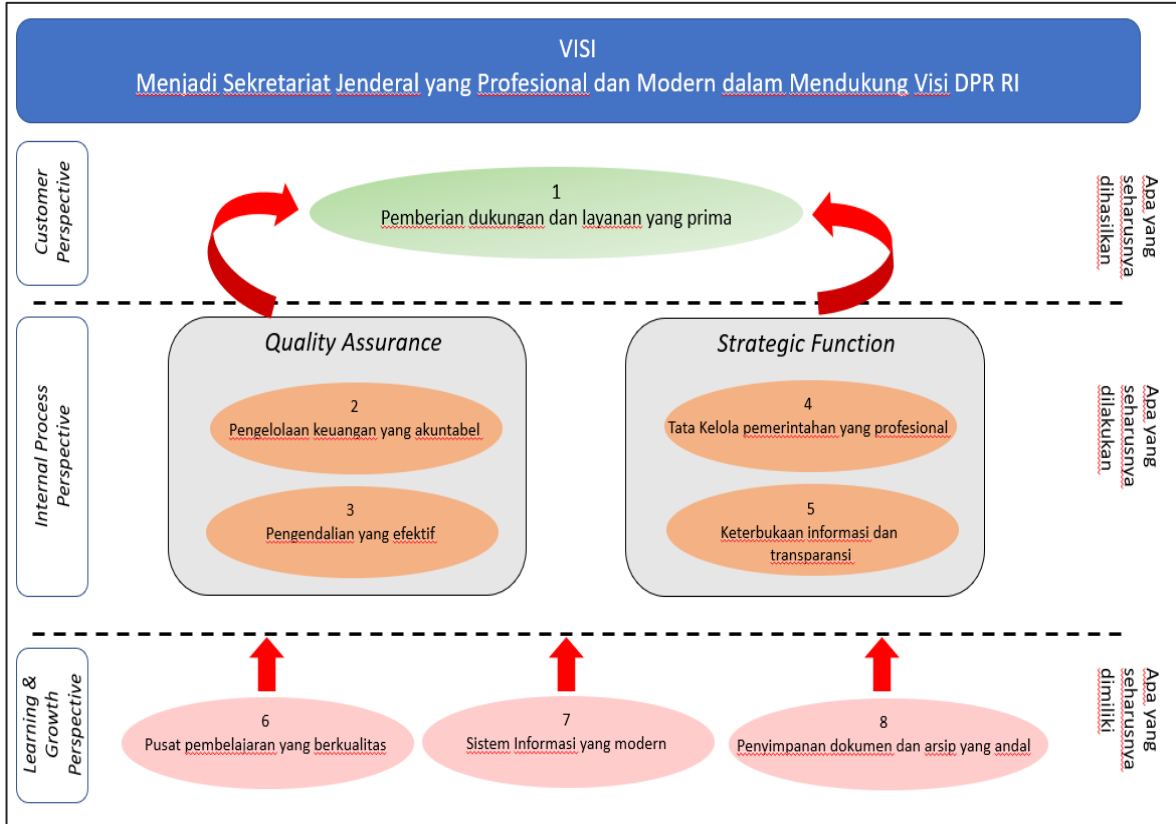 VISI
Menjadi Sekretariat Jenderal yang Profesional dan Modern dalam Mendukung Visi DPR RI
Customer
Perspective
1
Pemberian dukungan dan layanan yang prima
Apa yang
seharusnya
dihasilkan
Internal Process
Perspective
Quality Assurance
2
Pengelolaan keuangan yang akuntabel
3
Pengendalian yang efektif
Strategic Function
4
Tata Kelola pemerintahan yang profesional
5
Keterbukaan informasi dan
transparansi
Apa yang
seharusnya
dilakukan
Learning &
Growth
Perspective
6
Pusat pembelajaran yang berkualitas
7
Sistem Informasi yang modern
8
Penyimpanan dokumen dan arsip yang andal
Apa yang
seharusnya
dimiliki